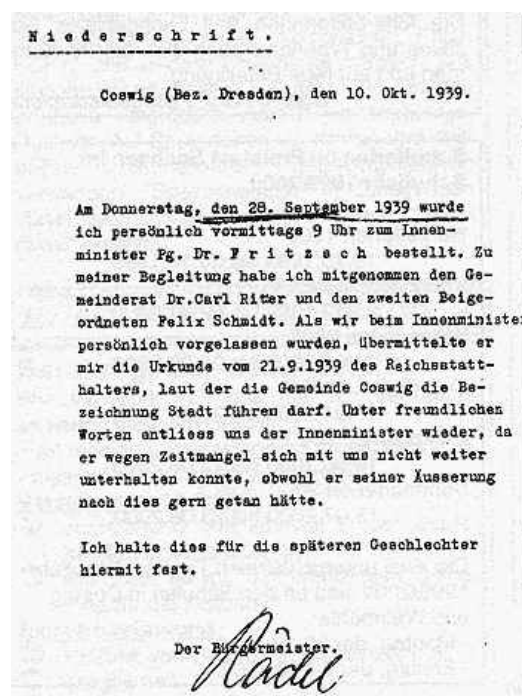 Niederschrift.
Coswig (Bez. Dresden), den 10. Okt. 1939.
Am Donnerstag, den 28. September 1939 wurde
ich persönlich vormittags 9 Uhr zum Innen-
minister Pg. Dr. Fritzsch bestellt. Zu
meiner Begleitung habe ich mitgenommen den Ge-
meinderat Dr.Carl Ritter und den zweiten Beige-
ordneten Felix Schmidt. Als wir beim Innenminister
persönlich vorgelassen wurden, übermittelte er
mir die Urkunde vom 21.9.1939 des Reichsstatt-
halters, laut der die Gemeinde Coswig die Be-
zeichnung Stadt führen darf. Unter freundlichen
Worten entliess uns der Innenminister wieder, da
er wegen Zeitmangel sich mit uns nicht weiter
unterhalten konnte, obwohl er seiner Äusserung
nach dies gern getan hätte.
Ich halte dies für die späteren Geschlechter
hiermit fest.
Der Bürgermeister.